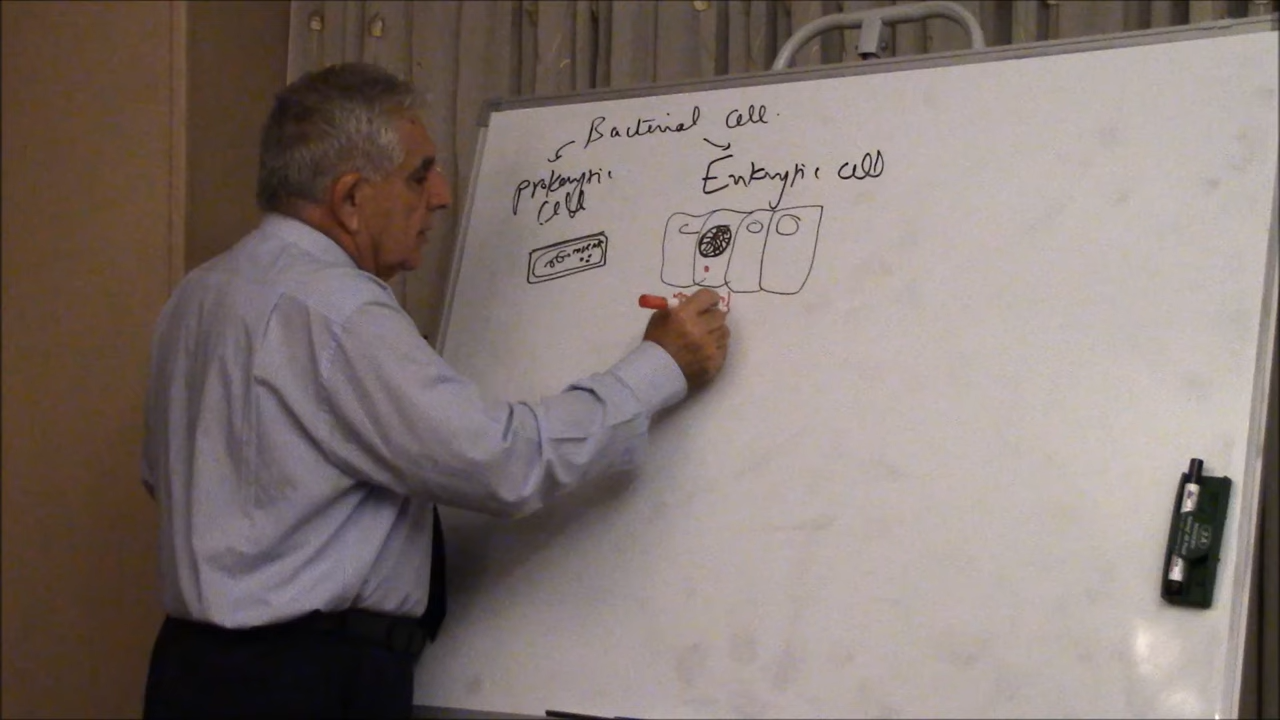 Bacterial cell.
Prokaryotic
cell
Eukaryotic cell